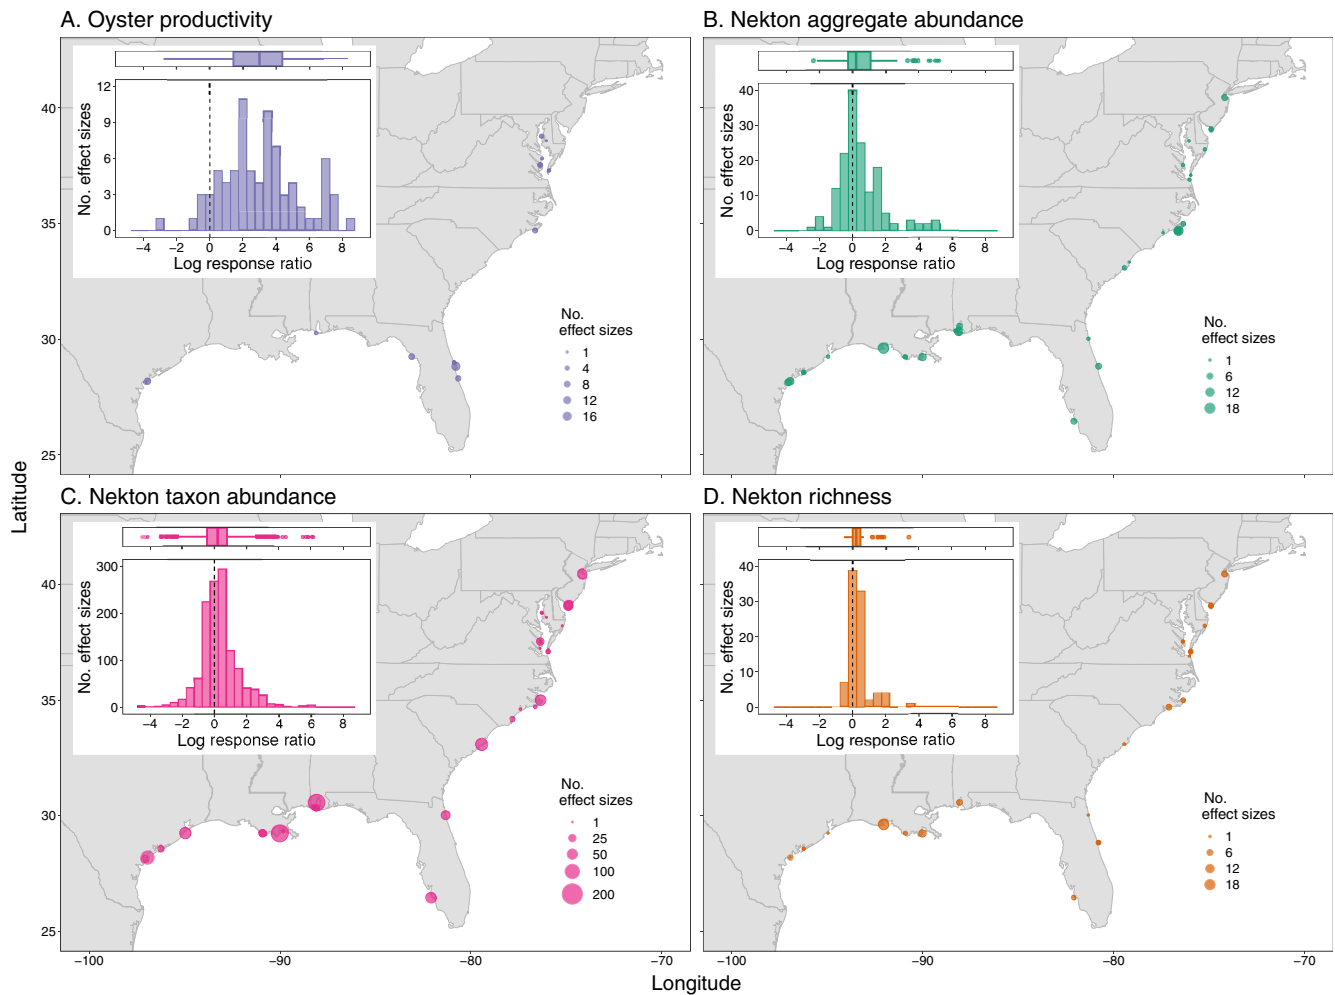 A. Oyster productivity
12
9
6
3
0
No. effect sizes
−4 −2 0 2 4 6 8
Log response ratio
No.
effect sizes
1
4
8
12
16
40
35
30
25
B. Nekton aggregate abundance
40
30
20
10
0
No. effect sizes
−4 −2 0 2 4 6 8
Log response ratio
No.
effect sizes
1
6
12
18
Latitude
C. Nekton taxon abundance
300
200
100
0
No. effect sizes
−4 −2 0 2 4 6 8
Log response ratio
No.
effect sizes
1
25
50
100
200
40
35
30
25
−100 −90 −80 −70
D. Nekton richness
40
30
20
10
0
No. effect sizes
−4 −2 0 2 4 6 8
Log response ratio
No.
effect sizes
1
6
12
18
−100 −90 −80 −70
Longitude